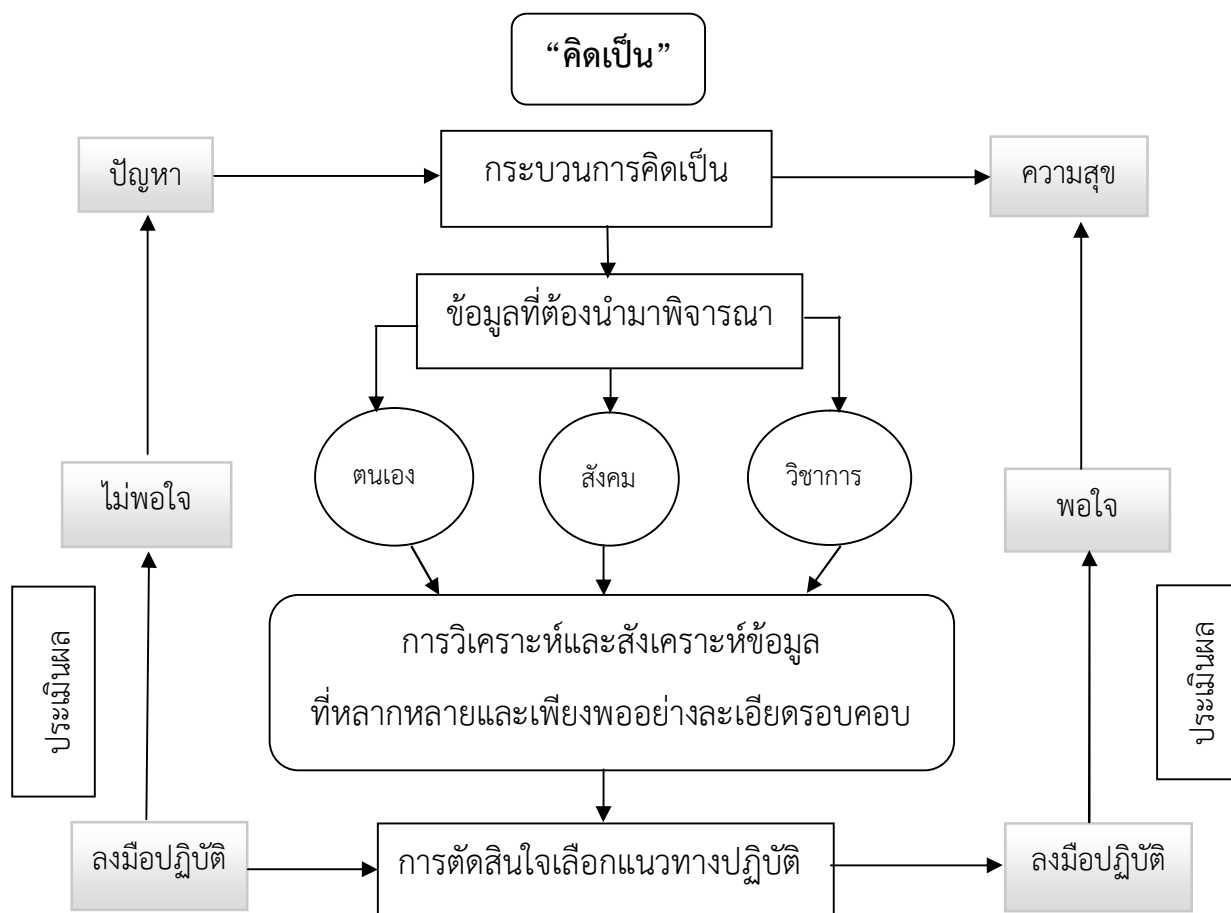 “คิดเป็น”
ปัญหา
กระบวนการคิดเป็น
ความสุข
ข้อมูลที่ต้องนำมาพิจารณา
ตนเอง
สังคม
วิชาการ
ไม่พอใจ
พอใจ
การวิเคราะห์และสังเคราะห์ข้อมูล
ที่หลากหลายและเพียงพออย่างละเอียดรอบคอบ
ประเมินผล
ประเมินผล
ลงมือปฏิบัติ
การตัดสินใจเลือกแนวทางปฏิบัติ
ลงมือปฏิบัติ